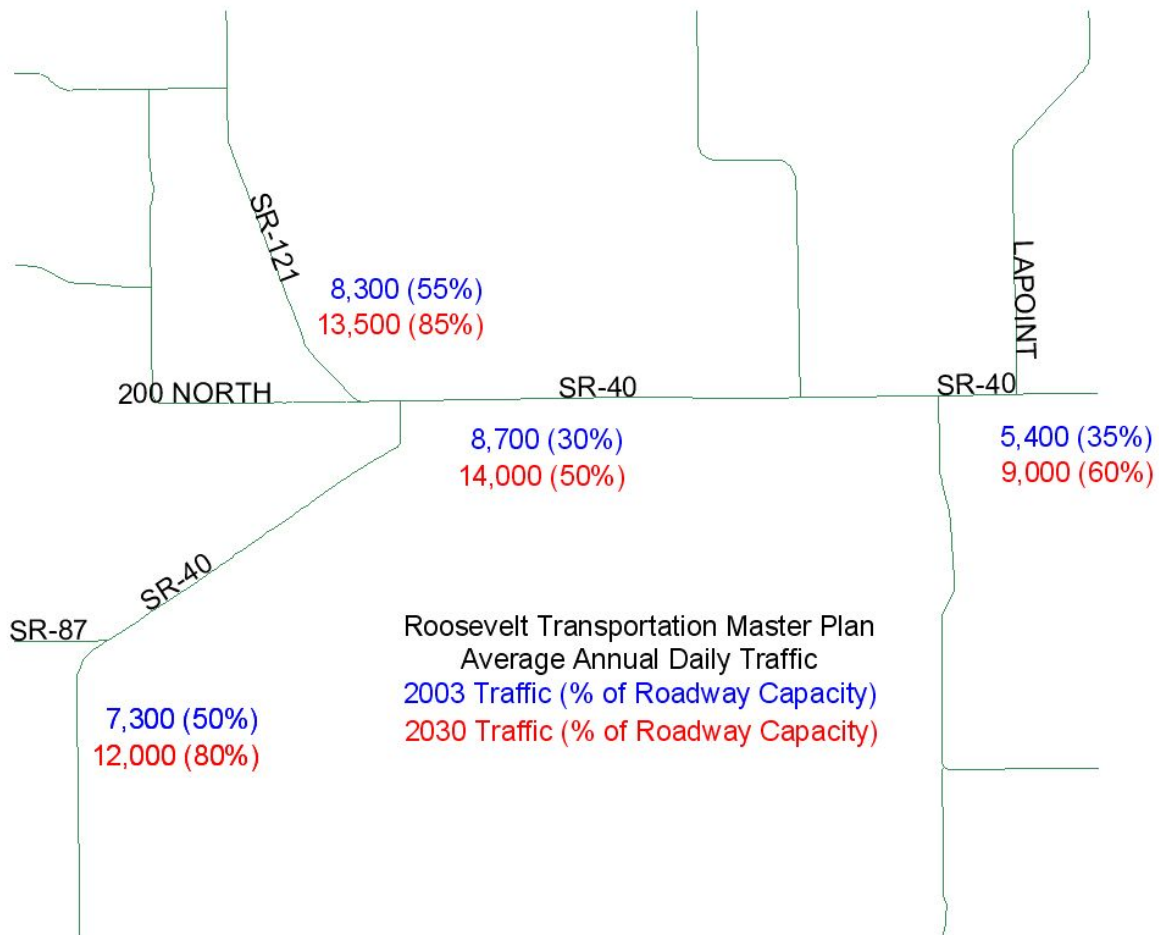 SR-121
LAPOINT
8,300 (55%)
13,500 (85%)
200 NORTH
SR-40
SR-40
8,700 (30%)
14,000 (50%)
5,400 (35%)
9,000 (60%)
SR-40
SR-87
Roosevelt Transportation Master Plan
Average Annual Daily Traffic
2003 Traffic (% of Roadway Capacity)
2030 Traffic (% of Roadway Capacity)
7,300 (50%)
12,000 (80%)